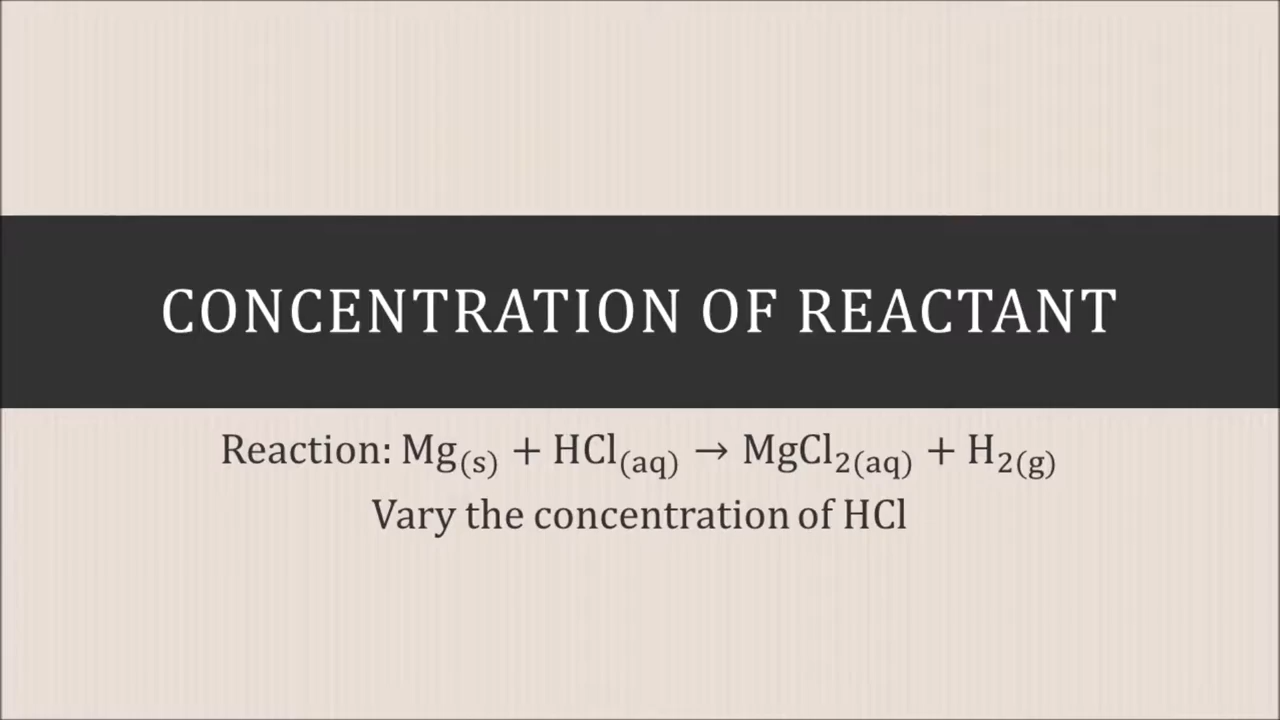 CONCENTRATION OF REACTANT
Reaction: Mg₍s₎ + HCl₍aq₎ → MgCl₂₍aq₎ + H₂₍g₎
Vary the concentration of HCl